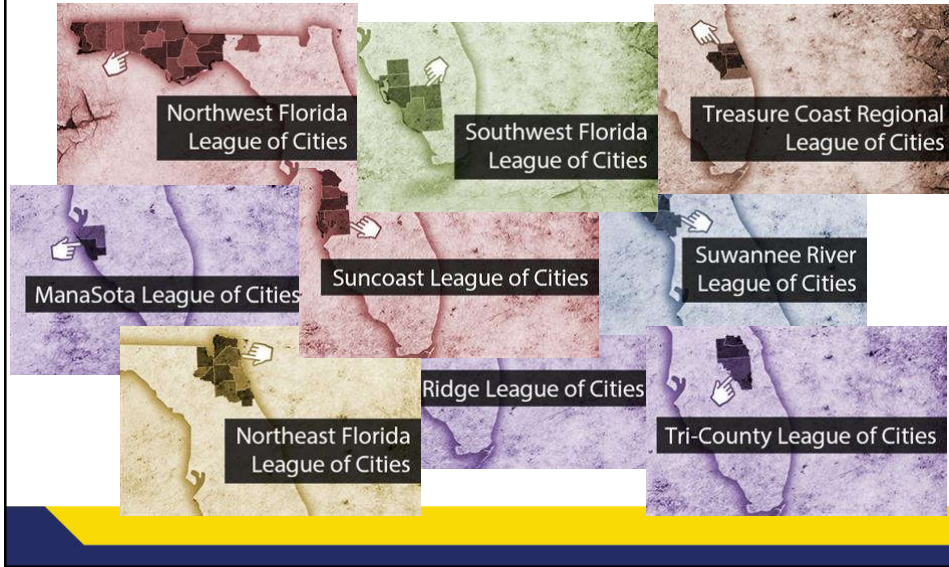 Northwest Florida
League of Cities
Southwest Florida
League of Cities
Treasure Coast Regional
League of Cities
ManaSota League of Cities
Suncoast League of Cities
Suwannee River
League of Cities
Northeast Florida
League of Cities
Ridge League of Cities
Tri-County League of Cities